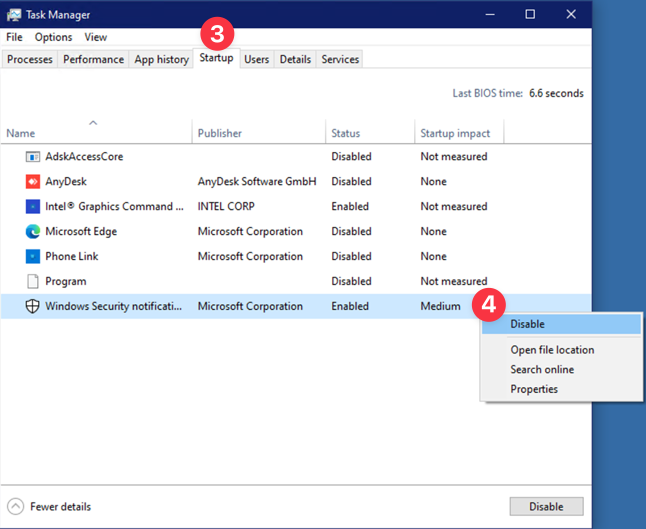 Task Manager
File Options View
3
Processes Performance App history Startup Users Details Services
Last BIOS time: 6.6 seconds
Name Publisher Status Startup impact
AdskAccessCore Disabled Not measured
AnyDesk AnyDesk Software GmbH Disabled None
Intel® Graphics Command ... INTEL CORP Enabled Not measured
Microsoft Edge Microsoft Corporation Disabled None
Phone Link Microsoft Corporation Disabled None
Program Disabled Not measured
Windows Security notificati... Microsoft Corporation Enabled Medium
4
Disable
Open file location
Search online
Properties
Fewer details Disable